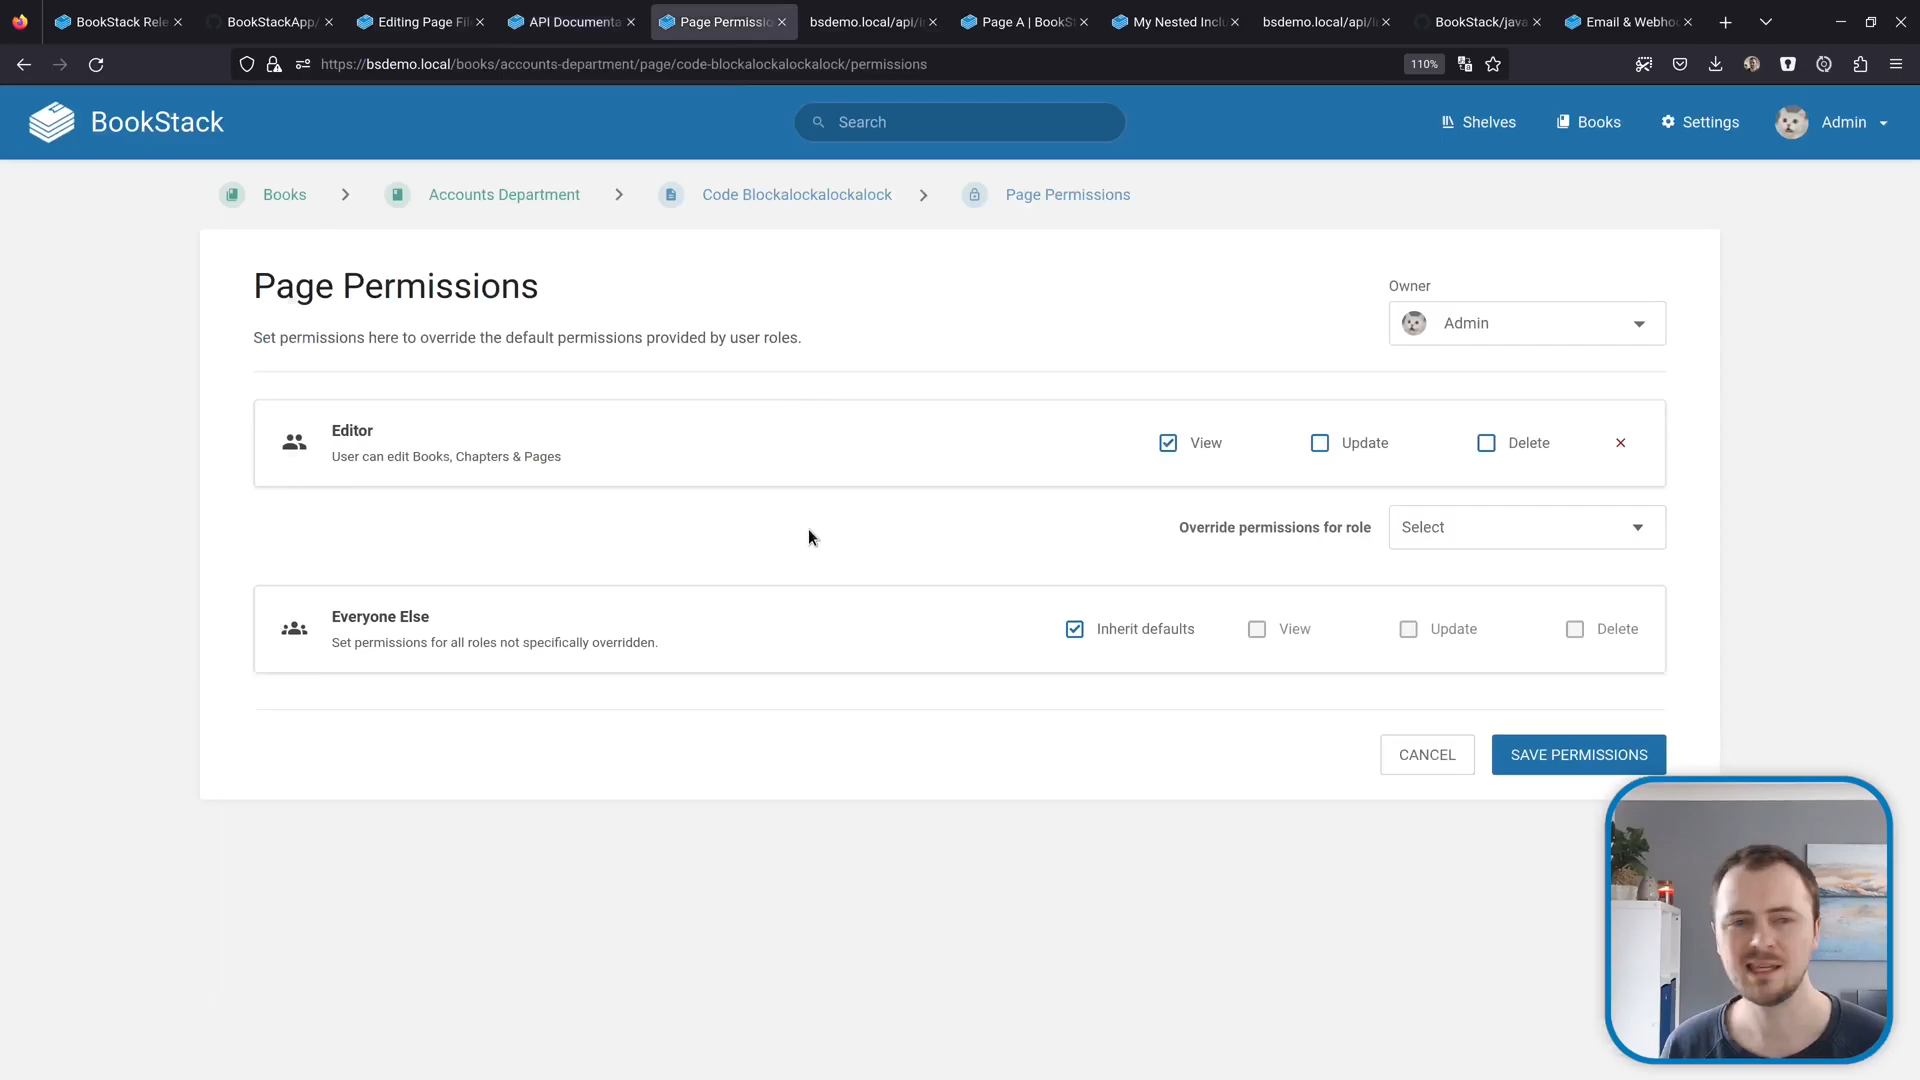 BookStack Rele
BookStackApp/
Editing Page Fi
API Documenta
Page Permissio
bsdemo.local/api/i
Page A | BookSt
My Nested Inclu
bsdemo.local/api/i
BookStack/java
Email & Webho
https://bsdemo.local/books/accounts-department/page/code-blockalockalockalock/permissions
110%
BookStack
Search
Shelves
Books
Settings
Admin
Books
Accounts Department
Code Blockalockalockalock
Page Permissions
Page Permissions
Set permissions here to override the default permissions provided by user roles.
Owner
Admin
Editor
User can edit Books, Chapters & Pages
View
Update
Delete
Override permissions for role
Select
Everyone Else
Set permissions for all roles not specifically overridden.
Inherit defaults
View
Update
Delete
CANCEL
SAVE PERMISSIONS